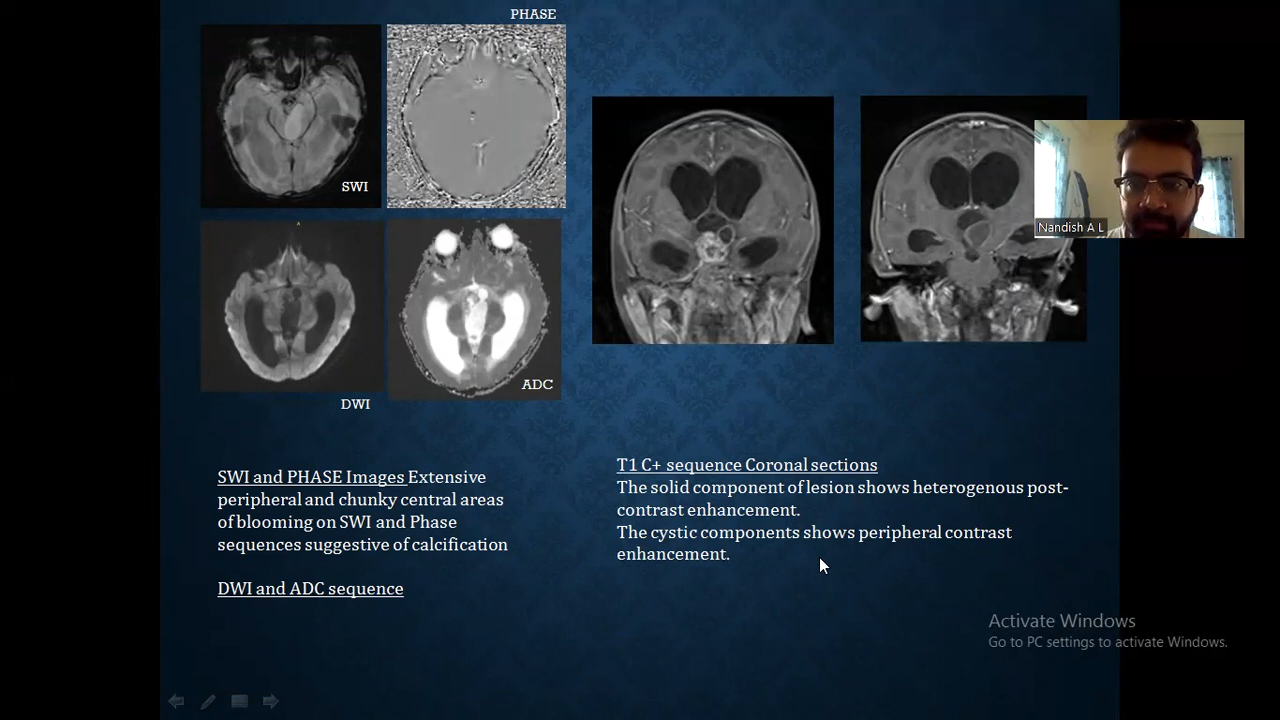 PHASE
SWI
DWI
ADC
Nandish A L
SWI and PHASE Images Extensive
peripheral and chunky central areas
of blooming on SWI and Phase
sequences suggestive of calcification
DWI and ADC sequence
T1 C+ sequence Coronal sections
The solid component of lesion shows heterogenous post-
contrast enhancement.
The cystic components shows peripheral contrast
enhancement.
Activate Windows
Go to PC settings to activate Windows.